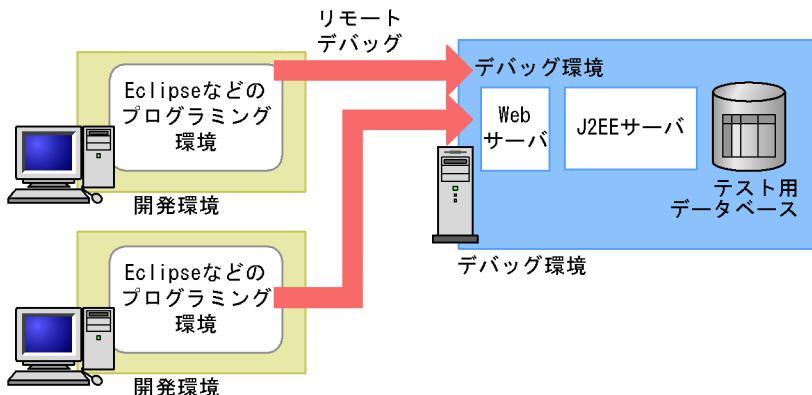 リモート
デバッグ
Eclipseなどの
プログラミング
環境
開発環境
Eclipseなどの
プログラミング
環境
開発環境
デバッグ環境
Web
サーバ
J2EEサーバ
テスト用
データベース
デバッグ環境